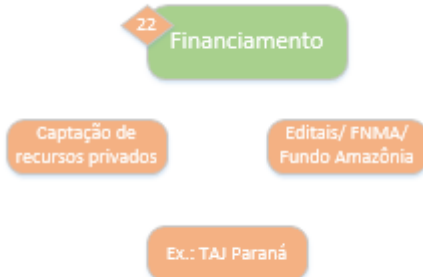 22
Financiamento
Captação de
recursos privados
Editais/ FNMA/
Fundo Amazônia
Ex.: TAJ Paraná